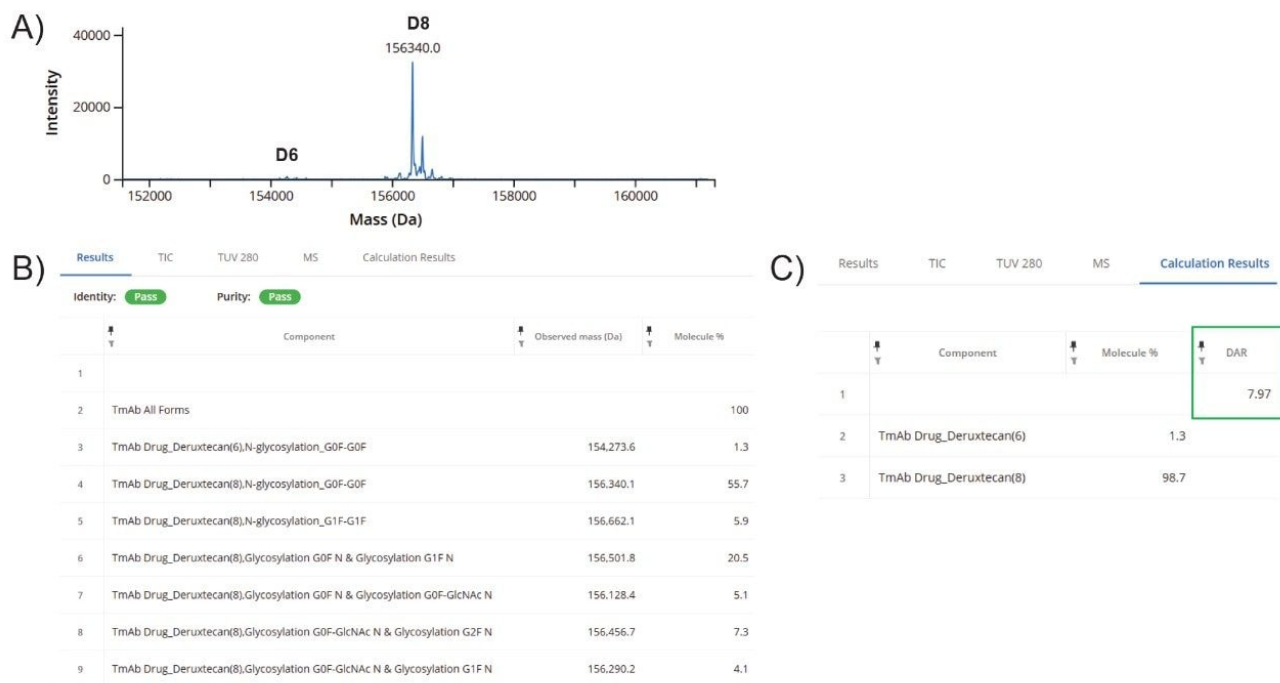 A)
D8
156340.0
40000
Intensity
20000
D6
0
152000 154000 156000 158000 160000
Mass (Da)
B)
Results TIC TUV 280 MS Calculation Results
Identity: Pass Purity: Pass
Component Observed mass (Da) Molecule %
1
2 TmAb All Forms 100
3 TmAb Drug_Deruxtecan(6),N-glycosylation_G0F-G0F 154,273.6 1.3
4 TmAb Drug_Deruxtecan(8),N-glycosylation_G0F-G0F 156,340.1 55.7
5 TmAb Drug_Deruxtecan(8),N-glycosylation_G1F-G1F 156,662.1 5.9
6 TmAb Drug_Deruxtecan(8),Glycosylation G0F N & Glycosylation G1F N 156,501.8 20.5
7 TmAb Drug_Deruxtecan(8),Glycosylation G0F N & Glycosylation G0F-GlcNAc N 156,128.4 5.1
8 TmAb Drug_Deruxtecan(8),Glycosylation G0F-GlcNAc N & Glycosylation G2F N 156,456.7 7.3
9 TmAb Drug_Deruxtecan(8),Glycosylation G0F-GlcNAc N & Glycosylation G1F N 156,290.2 4.1
C)
Results TIC TUV 280 MS Calculation Results
Component Molecule % DAR
1 7.97
2 TmAb Drug_Deruxtecan(6) 1.3
3 TmAb Drug_Deruxtecan(8) 98.7